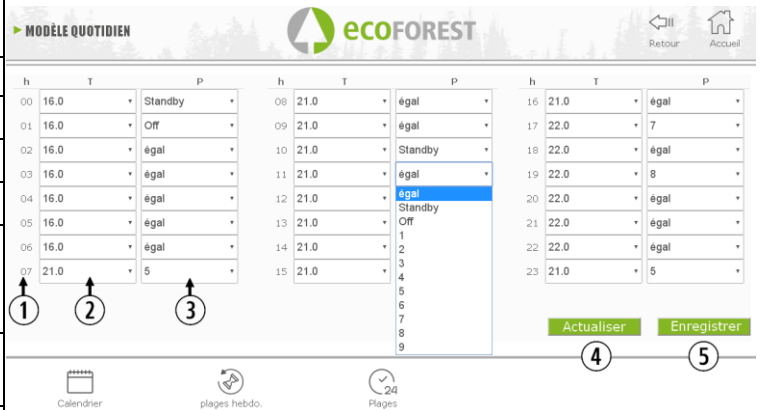 MODÈLE QUOTIDIEN
ecoFOREST
Retour
Accueil
h T P h T P h T P
00 16.0 Standby 08 21.0 égal 16 21.0 égal
01 16.0 Off 09 21.0 égal 17 22.0 7
02 16.0 égal 10 21.0 Standby 18 22.0 égal
03 16.0 égal 11 21.0 égal 19 22.0 8
04 16.0 égal 12 21.0 égal 20 22.0 égal
Standby
05 16.0 égal 13 21.0 Off 21 22.0 égal
1
06 16.0 égal 14 21.0 2 22 22.0 égal
3
07 21.0 5 15 21.0 4 23 21.0 5
5
6
7
8
9
1
2
3
Actualiser
Enregistrer
4
5
Calendrier
plages hebdo.
24
Plages